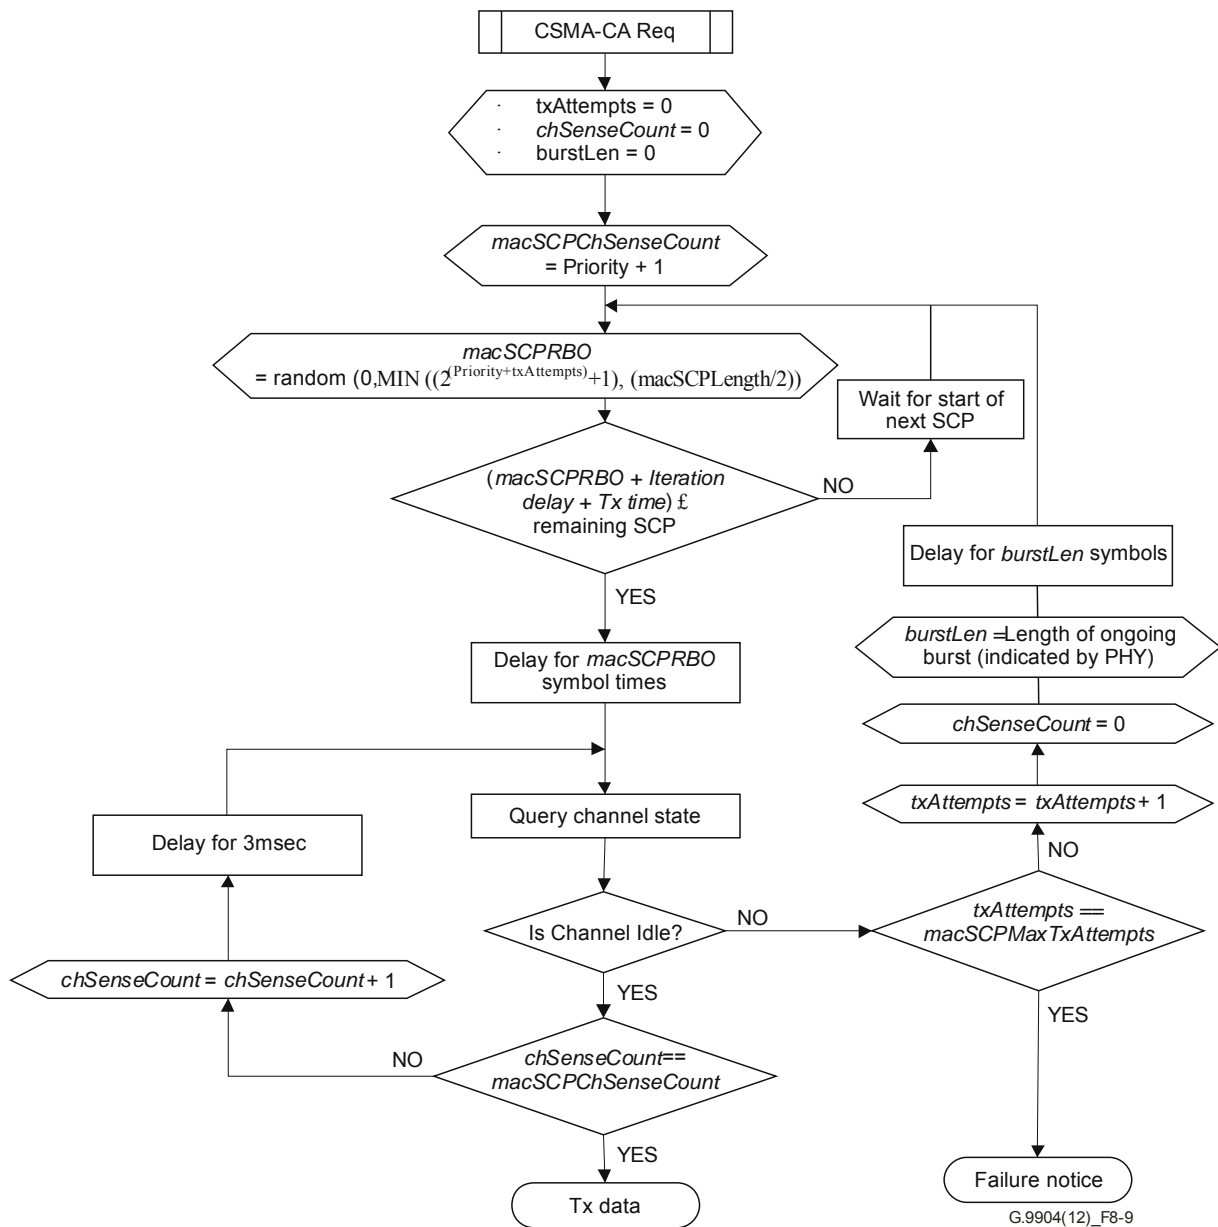 CSMA-CA Req
· txAttempts = 0
· chSenseCount = 0
· burstLen = 0
macSCPChSenseCount
= Priority + 1
macSCPRBO
= random (0,MIN ((2^(Priority+txAttempts)+1), (macSCPLength/2))
Wait for start of
next SCP
(macSCPRBO + Iteration
delay + Tx time) £
remaining SCP
NO
YES
Delay for burstLen symbols
burstLen =Length of ongoing
burst (indicated by PHY)
Delay for macSCPRBO
symbol times
chSenseCount = 0
txAttempts = txAttempts + 1
Query channel state
Delay for 3msec
NO
Is Channel Idle?
NO
txAttempts ==
macSCPMaxTxAttempts
chSenseCount = chSenseCount + 1
YES
YES
NO
chSenseCount==
macSCPChSenseCount
YES
Failure notice
Tx data
G.9904(12)_F8-9